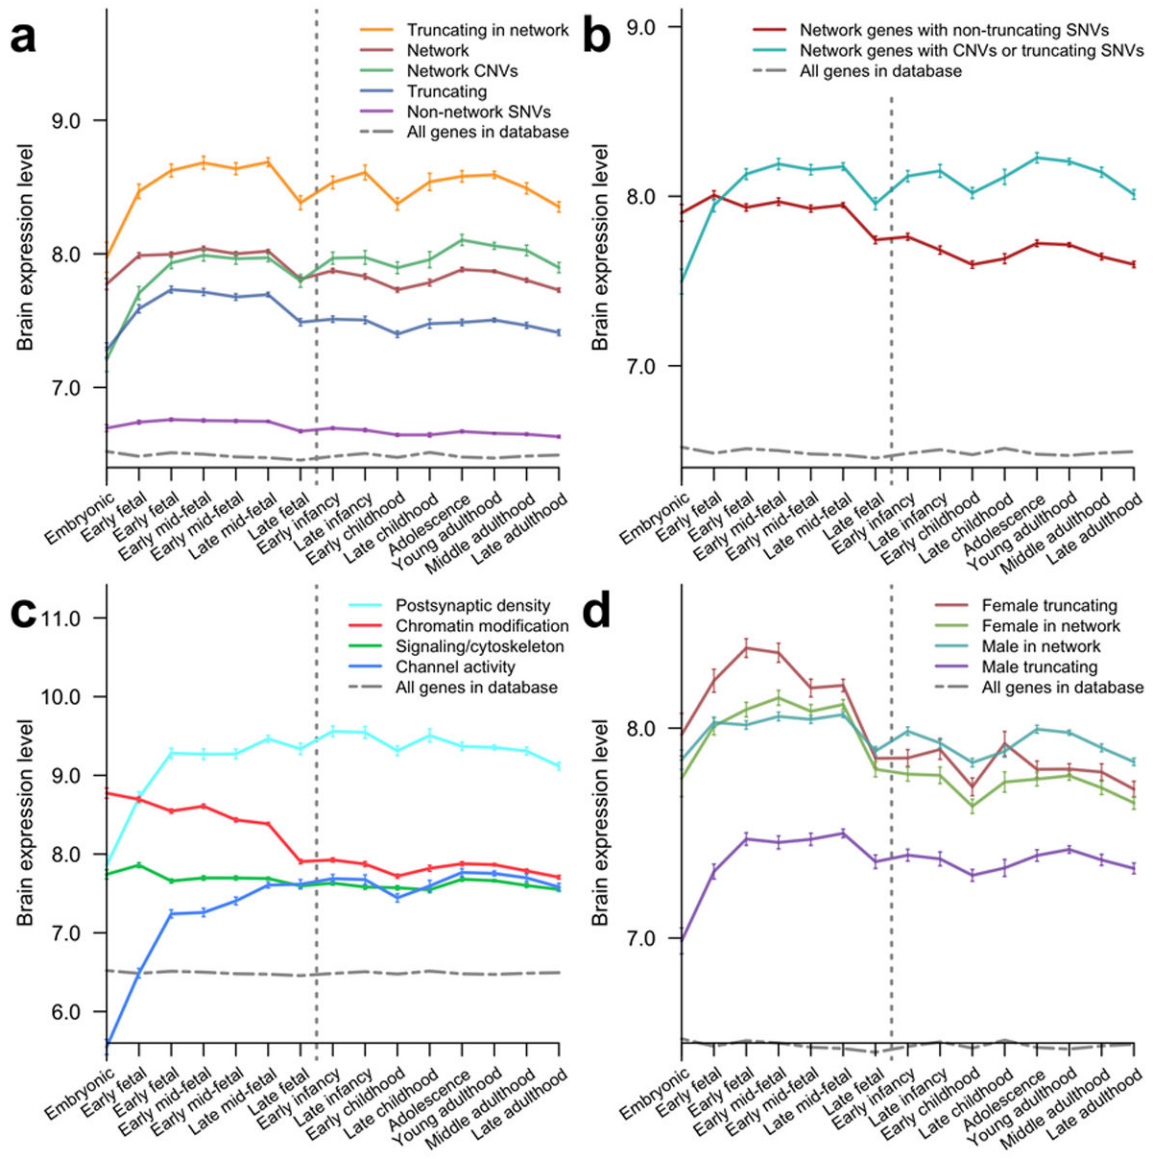 a
Truncating in network
Network
Network CNVs
Truncating
Non-network SNVs
All genes in database
Brain expression level
9.0
8.0
7.0
Embryonic
Early fetal
Early fetal
Early mid-fetal
Early mid-fetal
Late mid-fetal
Late fetal
Early infancy
Late infancy
Early childhood
Late childhood
Adolescence
Young adulthood
Middle adulthood
Late adulthood
b
Network genes with non-truncating SNVs
Network genes with CNVs or truncating SNVs
All genes in database
Brain expression level
9.0
8.0
7.0
Embryonic
Early fetal
Early fetal
Early mid-fetal
Early mid-fetal
Late mid-fetal
Late fetal
Early infancy
Late infancy
Early childhood
Late childhood
Adolescence
Young adulthood
Middle adulthood
Late adulthood
c
Postsynaptic density
Chromatin modification
Signaling/cytoskeleton
Channel activity
All genes in database
Brain expression level
11.0
10.0
9.0
8.0
7.0
6.0
Embryonic
Early fetal
Early fetal
Early mid-fetal
Early mid-fetal
Late mid-fetal
Late fetal
Early infancy
Late infancy
Early childhood
Late childhood
Adolescence
Young adulthood
Middle adulthood
Late adulthood
d
Female truncating
Female in network
Male in network
Male truncating
All genes in database
Brain expression level
8.0
7.0
Embryonic
Early fetal
Early fetal
Early mid-fetal
Early mid-fetal
Late mid-fetal
Late fetal
Early infancy
Late infancy
Early childhood
Late childhood
Adolescence
Young adulthood
Middle adulthood
Late adulthood